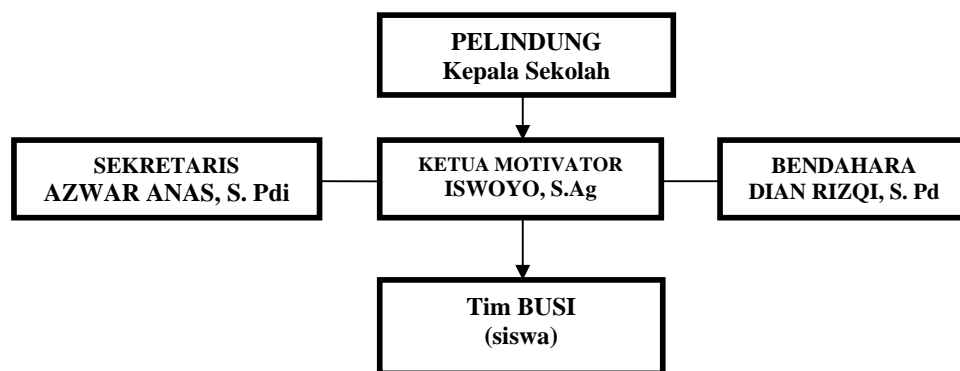 PELINDUNG
Kepala Sekolah
SEKRETARIS
AZWAR ANAS, S. Pdi
KETUA MOTIVATOR
ISWOYO, S.Ag
BENDAHARA
DIAN RIZQI, S. Pd
Tim BUSI
(siswa)